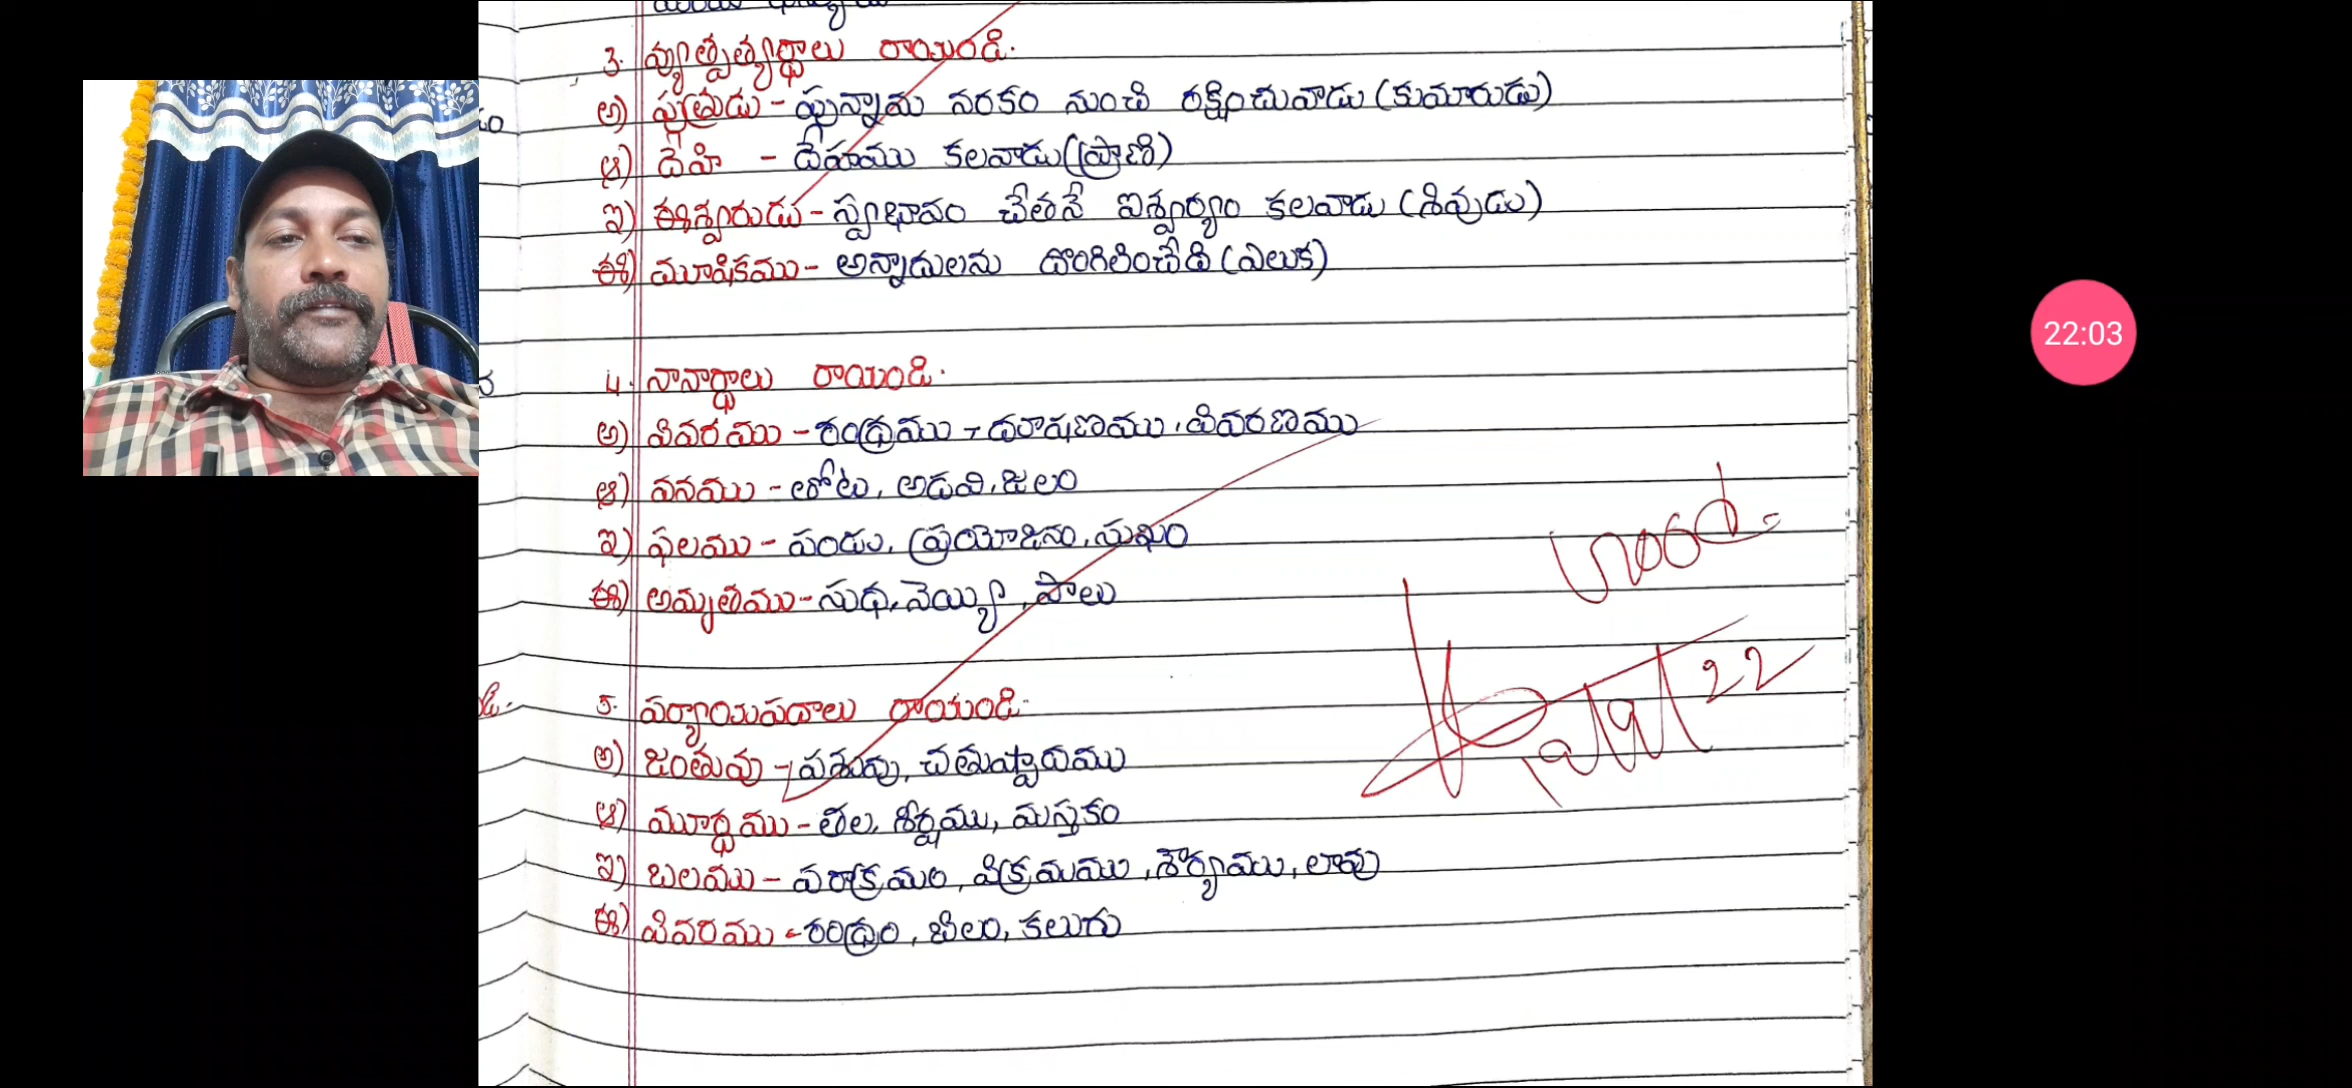 3. వ్యుత్పత్యర్థాలు రాయండి.
అ) పుత్రుడు - పున్నామ నరకం నుంచి రక్షించువాడు (కుమారుడు)
ఆ) దేహి - దేహము కలవాడు (ప్రాణి)
ఇ) ఈశ్వరుడు - స్వభావం చేతనే ఐశ్వర్యం కలవాడు (శివుడు)
ఈ) మూషికము - అన్నాదులను దొంగిలించేది (ఎలుక)
4. నానార్థాలు రాయండి.
అ) వివరము - రంధ్రము - దూషణము, వివరణము
ఆ) వనము - తోట, అడవి, జలం
ఇ) ఫలము - పండు, ప్రయోజనం, సుఖం
ఈ) అమృతము - సుధ, నెయ్యి, పాలు
5. పర్యాయపదాలు రాయండి.
అ) జంతువు - పశువు, చతుష్పాదము
ఆ) మూర్ధము - తల, శీర్షము, మస్తకం
ఇ) బలము - పరాక్రమం, విక్రమము, శౌర్యము, లావు
ఈ) వివరము - రంధ్రం, బిలం, కలుగు
Good
22
22:03